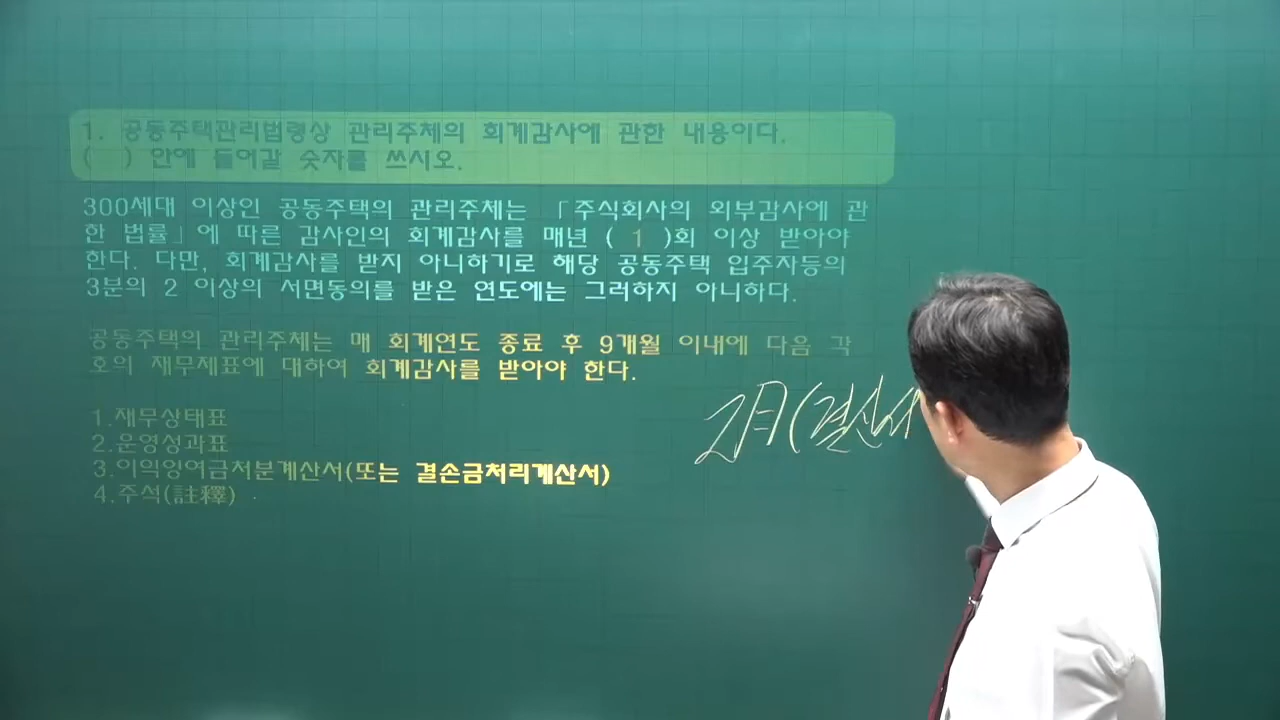 1. 공동주택관리법령상 관리주체의 회계감사에 관한 내용이다.
(  ) 안에 들어갈 숫자를 쓰시오.
300세대 이상인 공동주택의 관리주체는 「주식회사의 외부감사에 관
한 법률」에 따른 감사인의 회계감사를 매년 ( 1 )회 이상 받아야
한다. 다만, 회계감사를 받지 아니하기로 해당 공동주택 입주자등의
3분의 2 이상의 서면동의를 받은 연도에는 그러하지 아니하다.
공동주택의 관리주체는 매 회계연도 종료 후 9개월 이내에 다음 각
호의 재무제표에 대하여 회계감사를 받아야 한다.
2月(결산서
1.재무상태표
2.운영성과표
3.이익잉여금처분계산서(또는 결손금처리계산서)
4.주석(註釋)